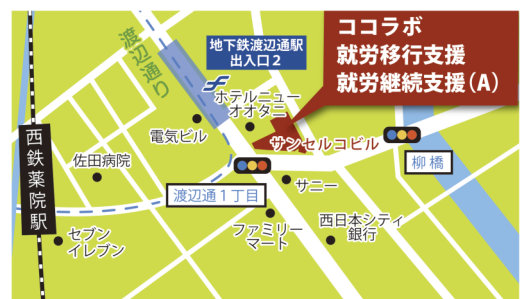 ココラボ
就労移行支援
就労継続支援(A)
地下鉄渡辺通駅
出入口2
渡辺通り
ホテルニュー
オオタニ
電気ビル
サンセルコビル
柳橋
西鉄薬院駅
佐田病院
サニー
渡辺通1丁目
ファミリー
マート
西日本シティ
銀行
セブン
イレブン